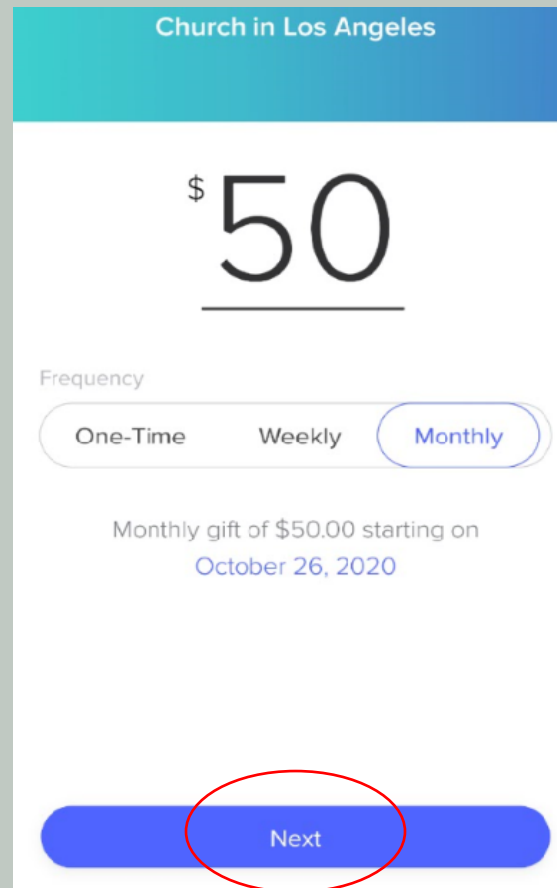 Church in Los Angeles
$50
Frequency
One-Time Weekly Monthly
Monthly gift of $50.00 starting on
October 26, 2020
Next